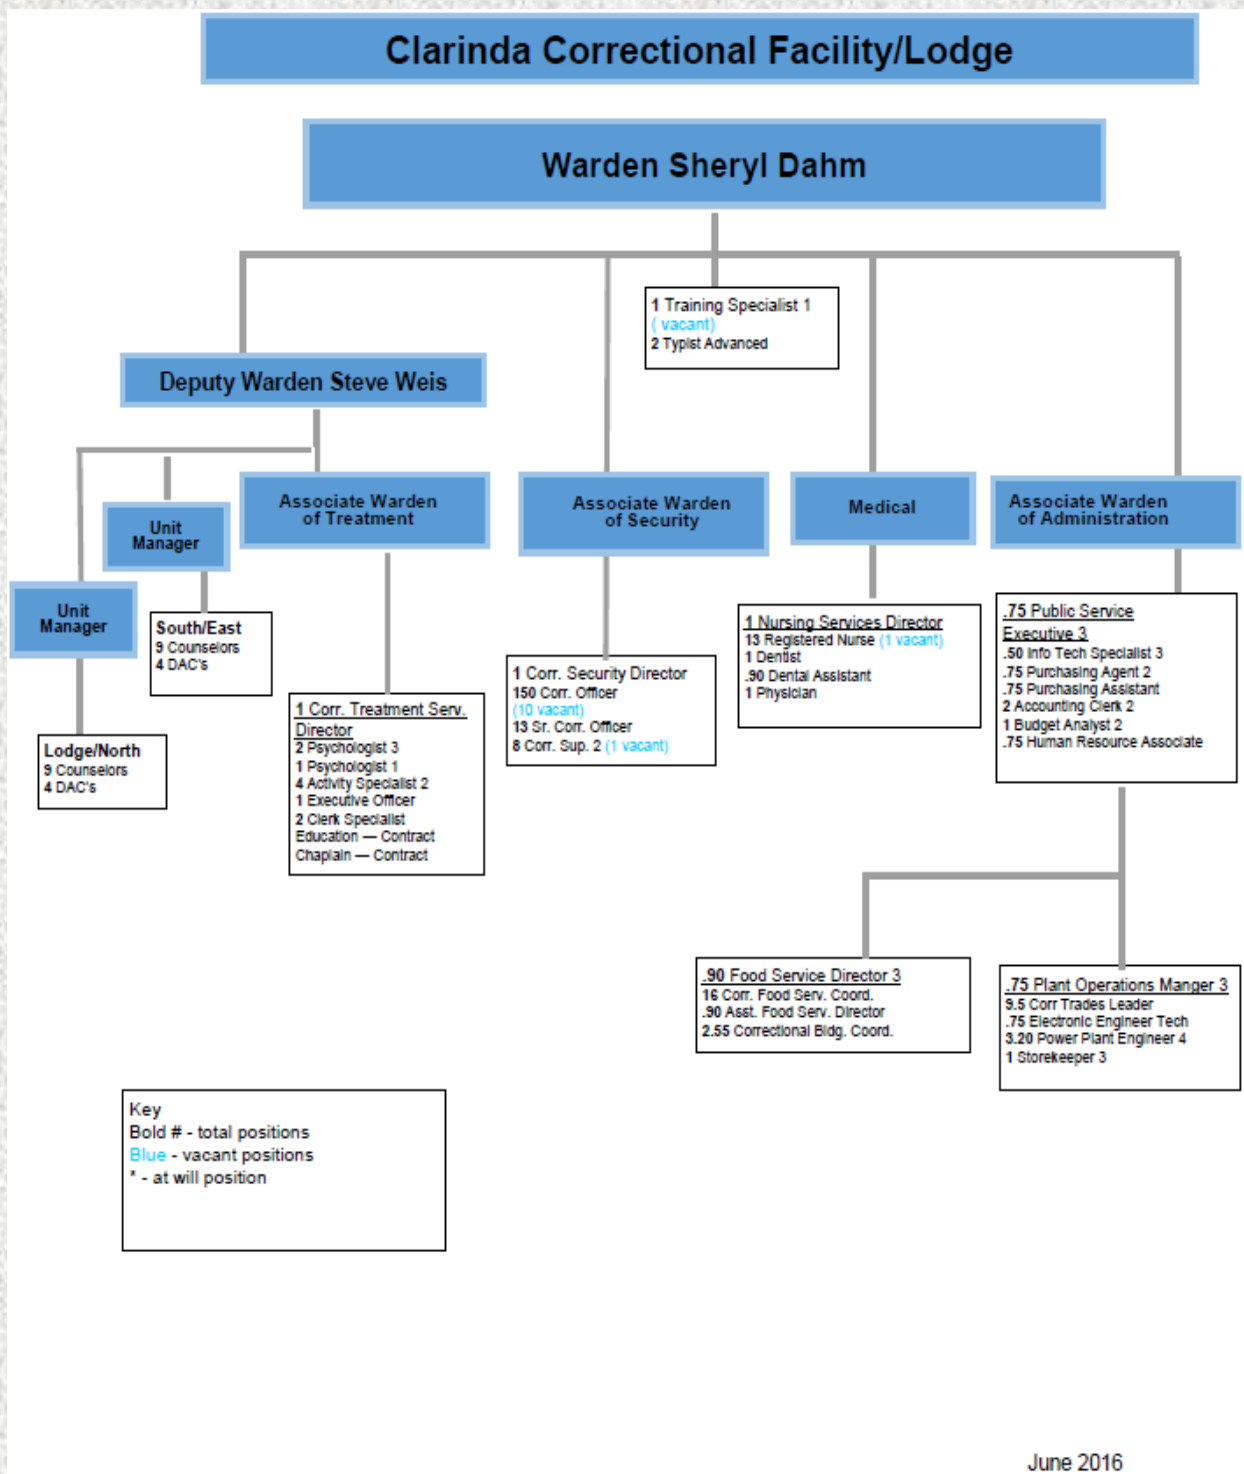 Clarinda Correctional Facility/Lodge
Warden Sheryl Dahm
1 Training Specialist 1
( vacant)
2 Typist Advanced
Deputy Warden Steve Weis
Unit
Manager
Lodge/North
9 Counselors
4 DAC's
Unit
Manager
South/East
9 Counselors
4 DAC's
Associate Warden
of Treatment
1 Corr. Treatment Serv.
Director
2 Psychologist 3
1 Psychologist 1
4 Activity Specialist 2
1 Executive Officer
2 Clerk Specialist
Education — Contract
Chaplain — Contract
Associate Warden
of Security
1 Corr. Security Director
150 Corr. Officer
(10 vacant)
13 Sr. Corr. Officer
8 Corr. Sup. 2 (1 vacant)
Medical
1 Nursing Services Director
13 Registered Nurse (1 vacant)
1 Dentist
.90 Dental Assistant
1 Physician
Associate Warden
of Administration
.75 Public Service
Executive 3
.50 Info Tech Specialist 3
.75 Purchasing Agent 2
.75 Purchasing Assistant
2 Accounting Clerk 2
1 Budget Analyst 2
.75 Human Resource Associate
.90 Food Service Director 3
16 Corr. Food Serv. Coord.
.90 Asst. Food Serv. Director
2.55 Correctional Bldg. Coord.
.75 Plant Operations Manger 3
9.5 Corr Trades Leader
.75 Electronic Engineer Tech
3.20 Power Plant Engineer 4
1 Storekeeper 3
Key
Bold # - total positions
Blue - vacant positions
* - at will position
June 2016